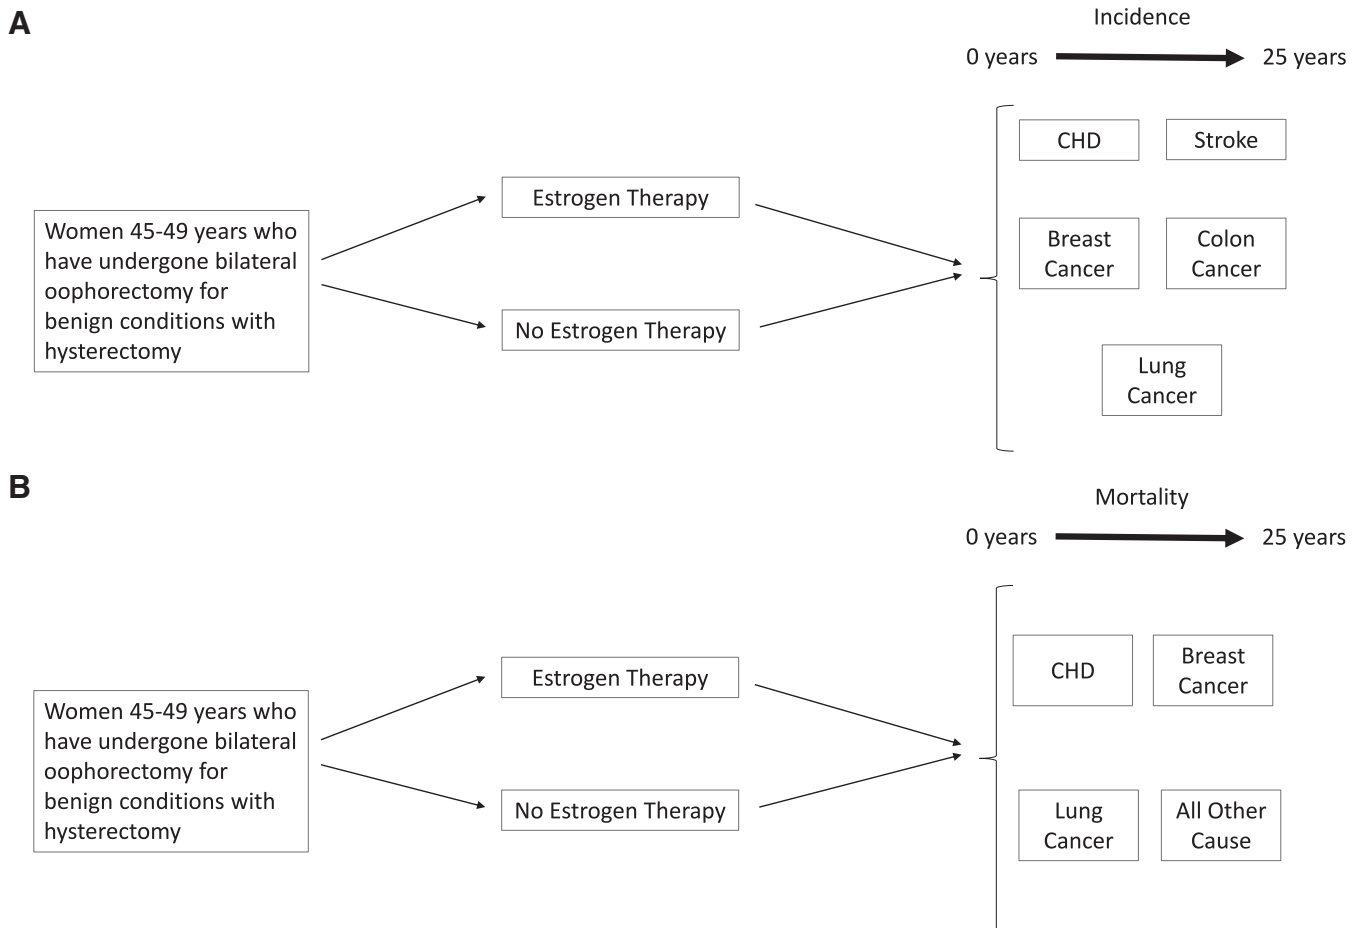 A
Incidence
0 years
25 years
Women 45-49 years who
have undergone bilateral
oophorectomy for
benign conditions with
hysterectomy
Estrogen Therapy
No Estrogen Therapy
CHD
Stroke
Breast
Cancer
Colon
Cancer
Lung
Cancer
B
Mortality
0 years
25 years
Women 45-49 years who
have undergone bilateral
oophorectomy for
benign conditions with
hysterectomy
Estrogen Therapy
No Estrogen Therapy
CHD
Breast
Cancer
Lung
Cancer
All Other
Cause